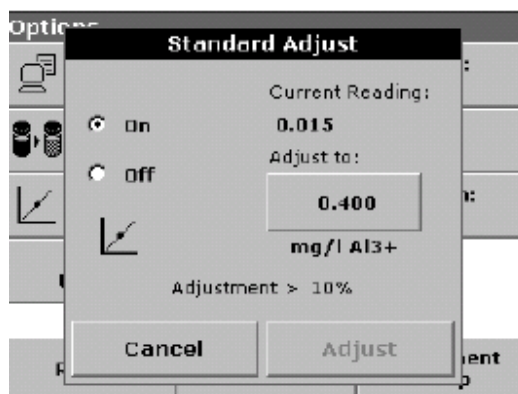 Standard Adjust
Current Reading:
On
0.015
Adjust to:
Off
0.400
mg/l Al3+
Adjustment > 10%
Cancel
Adjust